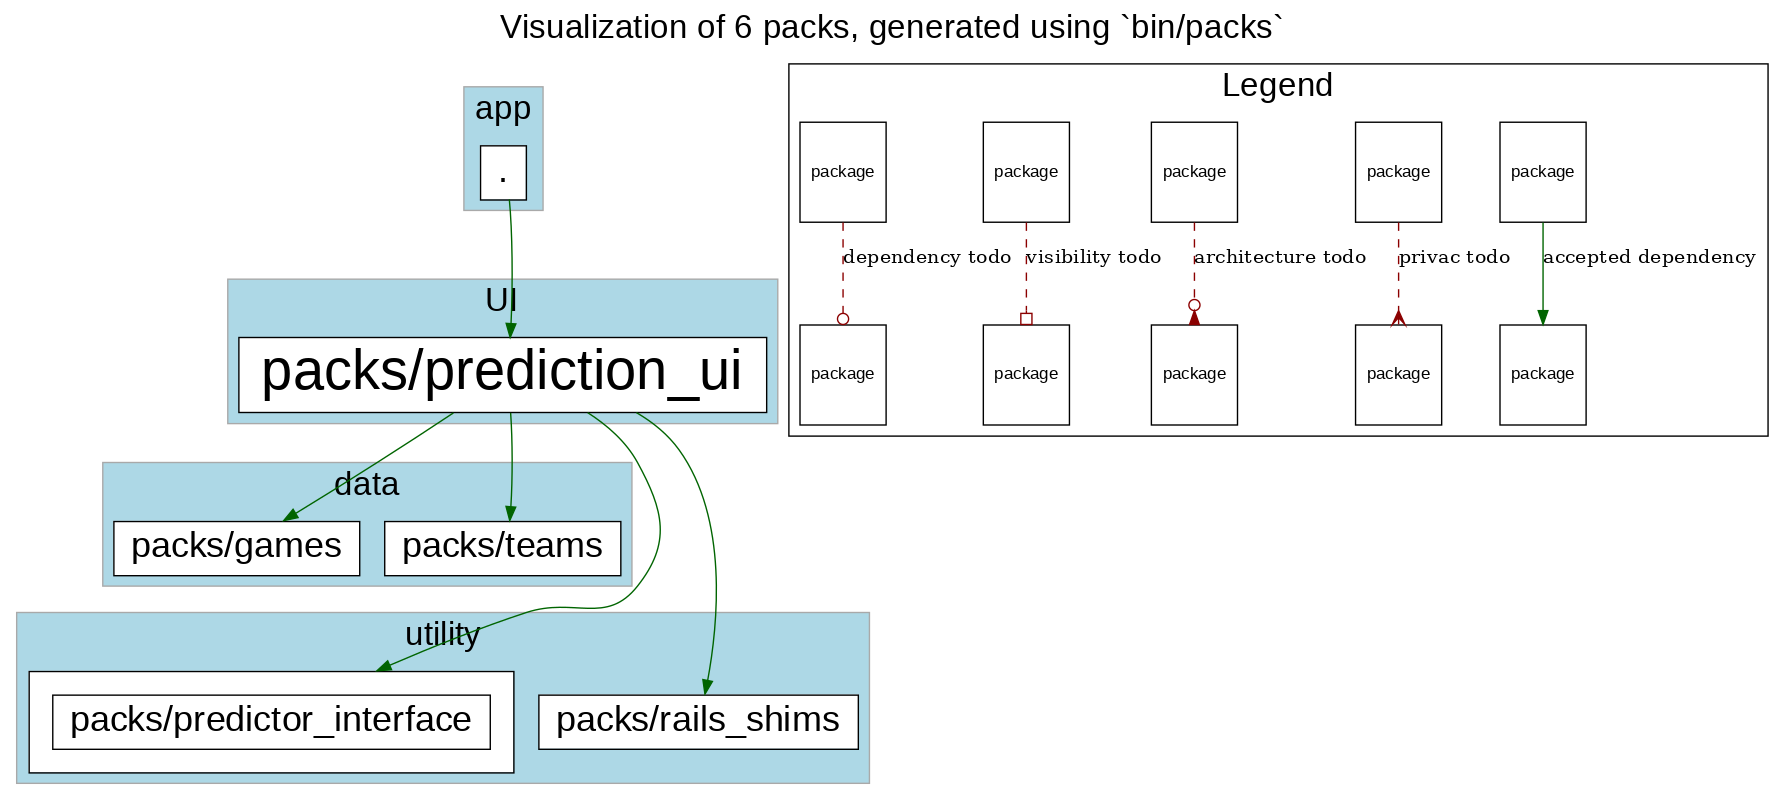 Visualization of 6 packs, generated using `bin/packs`
app
.
UI
packs/prediction_ui
data
packs/games
packs/teams
utility
packs/predictor_interface
packs/rails_shims
Legend
package
package
package
package
package
dependency todo
visibility todo
architecture todo
privac todo
accepted dependency
package
package
package
package
package